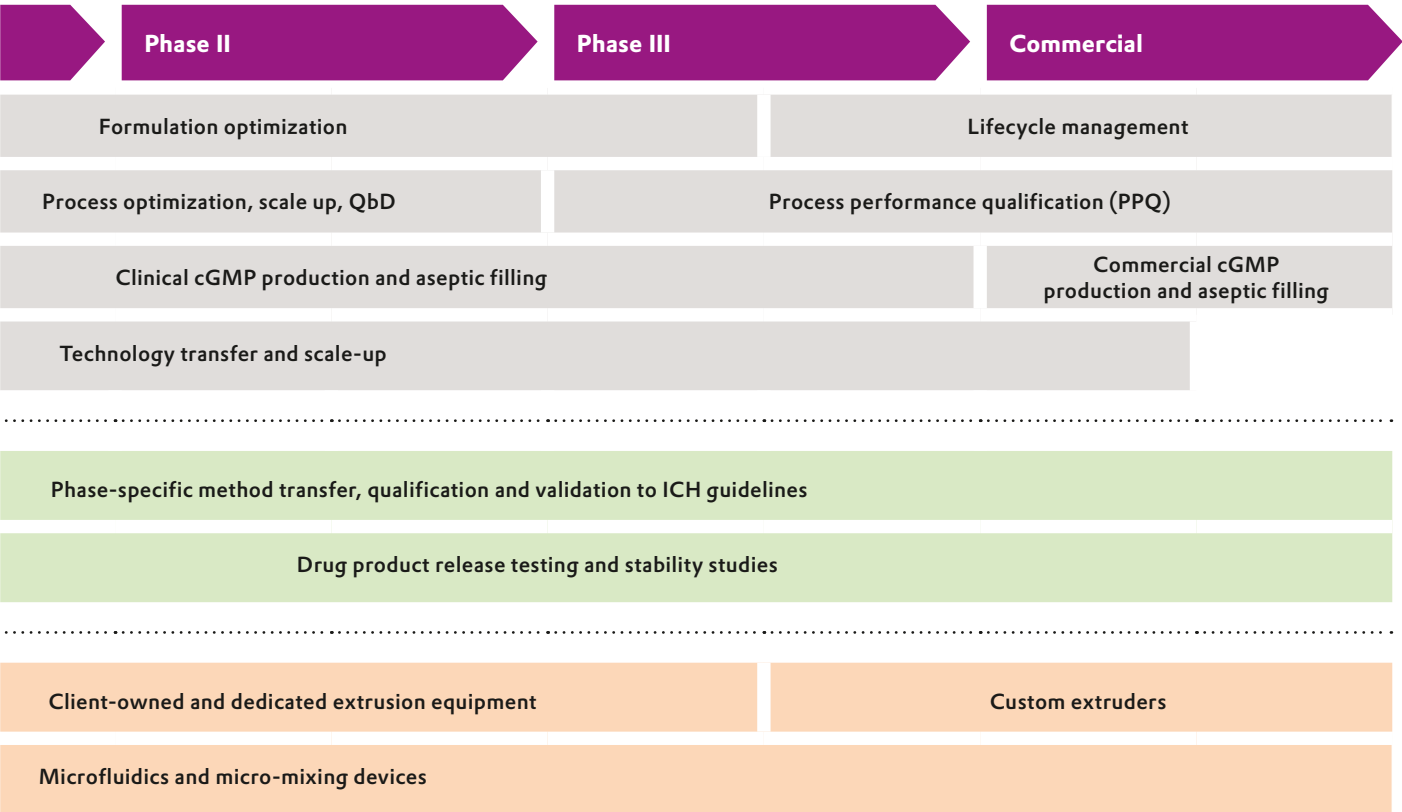 Phase II
Phase III
Commercial
Formulation optimization
Lifecycle management
Process optimization, scale up, QbD
Process performance qualification (PPQ)
Clinical cGMP production and aseptic filling
Commercial cGMP
production and aseptic filling
Technology transfer and scale-up
Phase-specific method transfer, qualification and validation to ICH guidelines
Drug product release testing and stability studies
Client-owned and dedicated extrusion equipment
Custom extruders
Microfluidics and micro-mixing devices